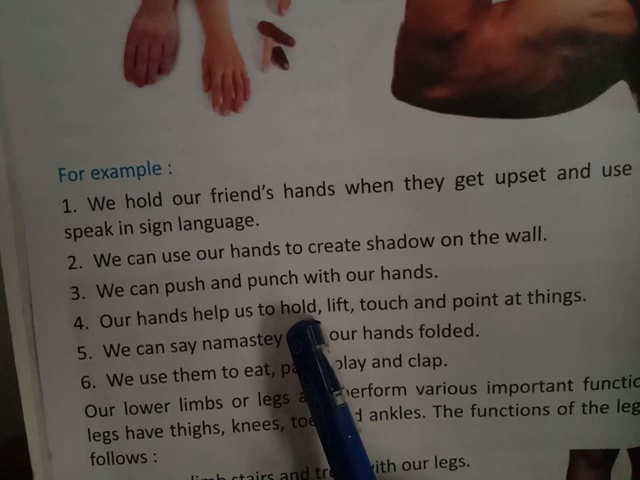 For example :
1. We hold our friend's hands when they get upset and use
speak in sign language.
2. We can use our hands to create shadow on the wall.
3. We can push and punch with our hands.
4. Our hands help us to hold, lift, touch and point at things.
5. We can say namastey our hands folded.
6. We use them to eat, play and clap.
Our lower limbs or legs perform various important
legs have thighs, knees, ankles. The functions of the
follows :
stairs and with our legs.